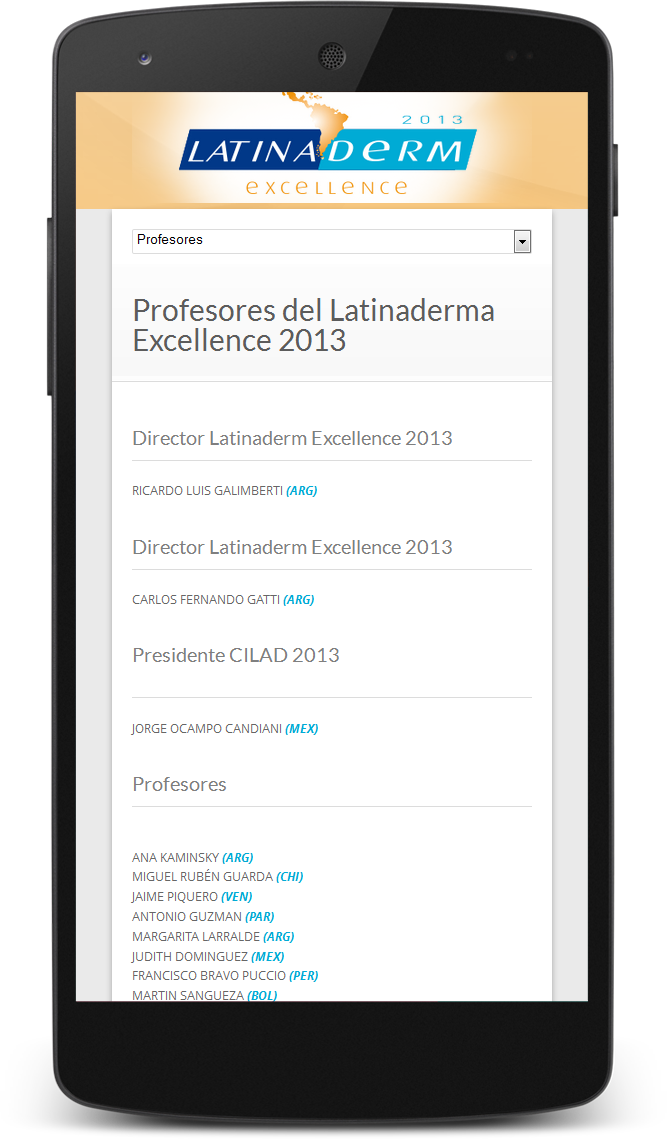 2013
LATINADERM
excellence
Profesores
Profesores del Latinaderma
Excellence 2013
Director Latinaderm Excellence 2013
RICARDO LUIS GALIMBERTI (ARG)
Director Latinaderm Excellence 2013
CARLOS FERNANDO GATTI (ARG)
Presidente CILAD 2013
JORGE OCAMPO CANDIANI (MEX)
Profesores
ANA KAMINSKY (ARG)
MIGUEL RUBÉN GUARDA (CHI)
JAIME PIQUERO (VEN)
ANTONIO GUZMAN (PAR)
MARGARITA LARRALDE (ARG)
JUDITH DOMINGUEZ (MEX)
FRANCISCO BRAVO PUCCIO (PER)
MARTIN SANGUEZA (BOL)